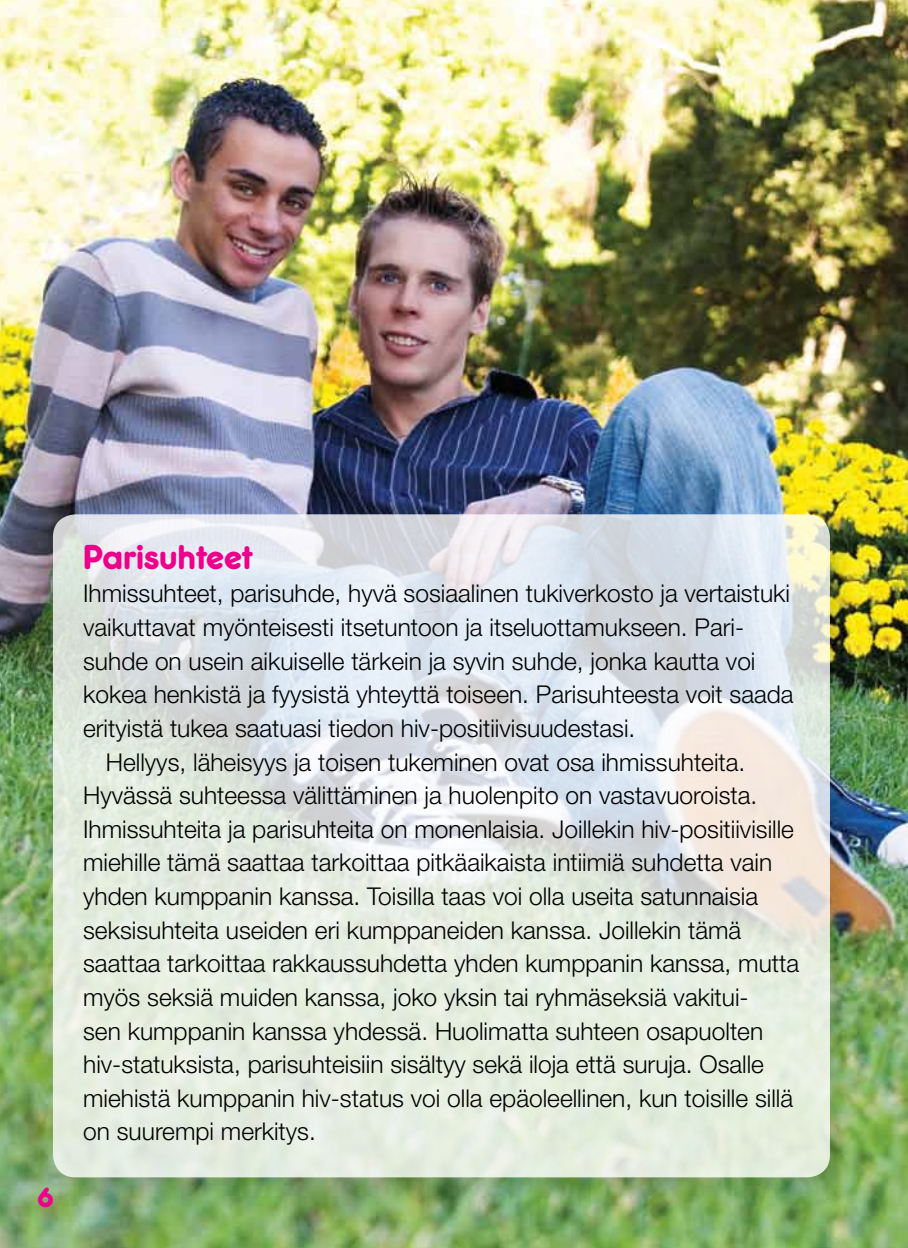 Parisuhteet
Ihmissuhteet, parisuhde, hyvä sosiaalinen tukiverkosto ja vertaistuki
vaikuttavat myönteisesti itsetuntoon ja itseluottamukseen. Pari-
suhde on usein aikuiselle tärkein ja syvin suhde, jonka kautta voi
kokea henkistä ja fyysistä yhteyttä toiseen. Parisuhteesta voit saada
erityistä tukea saatuasi tiedon hiv-positiivisuudestasi.
Hellyys, läheisyys ja toisen tukeminen ovat osa ihmissuhteita.
Hyvässä suhteessa välittäminen ja huolenpito on vastavuoroista.
Ihmissuhteita ja parisuhteita on monenlaisia. Joillekin hiv-positiivisille
miehille tämä saattaa tarkoittaa pitkäaikaista intiimiä suhdetta vain
yhden kumppanin kanssa. Toisilla taas voi olla useita satunnaisia
seksisuhteita useiden eri kumppaneiden kanssa. Joillekin tämä
saattaa tarkoittaa rakkaussuhdetta yhden kumppanin kanssa, mutta
myös seksiä muiden kanssa, joko yksin tai ryhmäseksiä vakitui-
sen kumppanin kanssa yhdessä. Huolimatta suhteen osapuolten
hiv-statuksista, parisuhteisiin sisältyy sekä iloja että suruja. Osalle
miehistä kumppanin hiv-status voi olla epäoleellinen, kun toisille sillä
on suurempi merkitys.
6